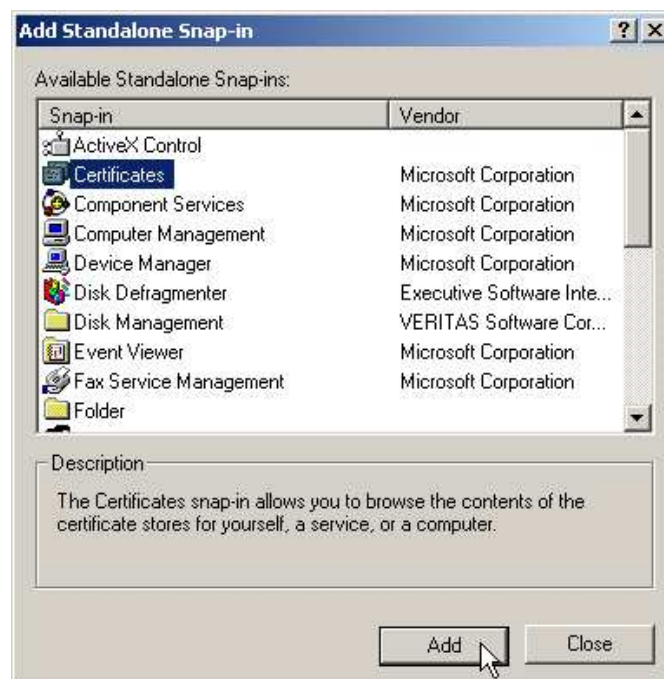 Add Standalone Snap-in
Available Standalone Snap-ins:
Snap-in Vendor
ActiveX Control
Certificates Microsoft Corporation
Component Services Microsoft Corporation
Computer Management Microsoft Corporation
Device Manager Microsoft Corporation
Disk Defragmenter Executive Software Inte...
Disk Management VERITAS Software Cor...
Event Viewer Microsoft Corporation
Fax Service Management Microsoft Corporation
Folder
Description
The Certificates snap-in allows you to browse the contents of the
certificate stores for yourself, a service, or a computer.
Add Close